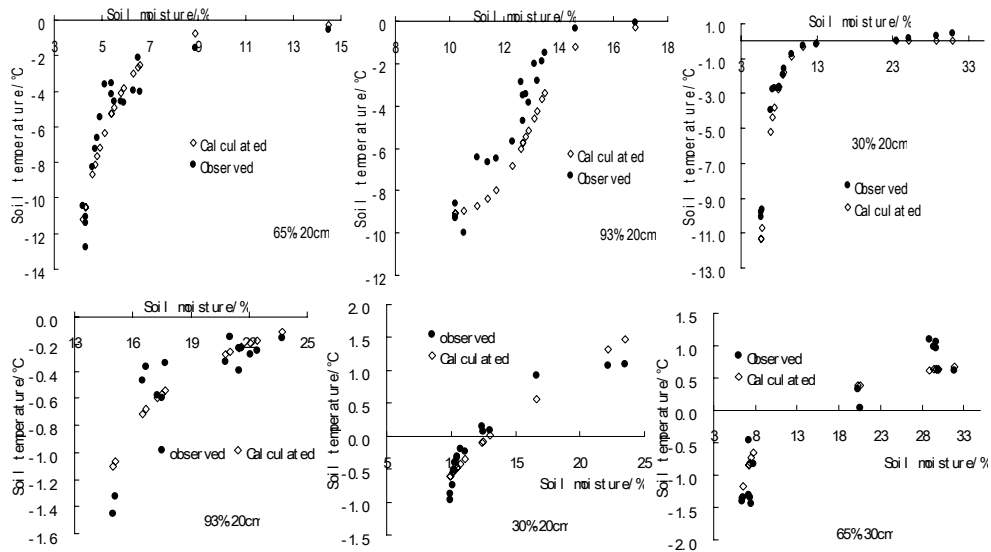 Soil moisture/%
0
3 5 7 9 11 13 15
-2
-4
-6
-8
-10
-12
-14
Soil temperature/°C
Calculated
Observed
65% 20cm
Soil moisture/%
0
8 10 12 14 16 18
-2
-4
-6
-8
-10
-12
Soil temperature/°C
Calculated
Observed
93% 20cm
Soil moisture/%
1.0
-1.0
3 13 23 33
-3.0
-5.0
-7.0
-9.0
-11.0
-13.0
Soil temperature/°C
30% 20cm
Observed
Calculated
Soil moisture/%
0.0
13 15 17 19 21 23 25
-0.2
-0.4
-0.6
-0.8
-1.0
-1.2
-1.4
-1.6
Soil temperature/°C
observed
Calculated
93% 20cm
2.0
1.5
1.0
0.5
0.0
-0.5
-1.0
-1.5
Soil temperature/°C
observed
Calculated
5 10 15 20 25
Soil moisture/%
30% 20cm
1.5
1.0
0.5
0.0
-0.5
-1.0
-1.5
-2.0
Soil temperature/°C
Observed
Calculated
3 8 13 18 23 28 33
Soil moisture/%
65% 30cm